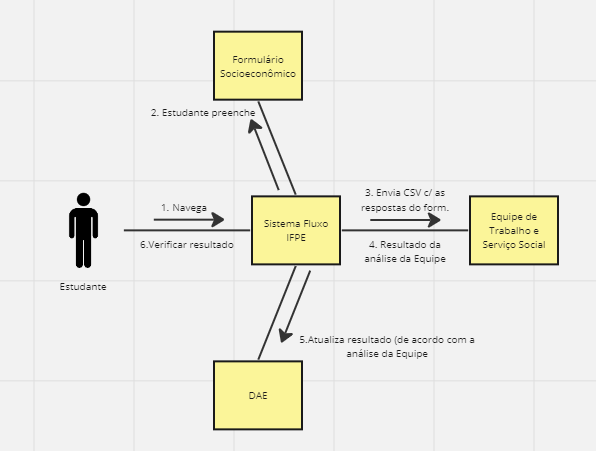 Formulário
Socioeconômico
2. Estudante preenche
1. Navega
6.Verificar resultado
Estudante
Sistema Fluxo
IFPE
3. Envia CSV c/ as
respostas do form.
4. Resultado da
análise da Equipe
Equipe de
Trabalho e
Serviço Social
5.Atualiza resultado (de acordo com a
análise da Equipe
DAE